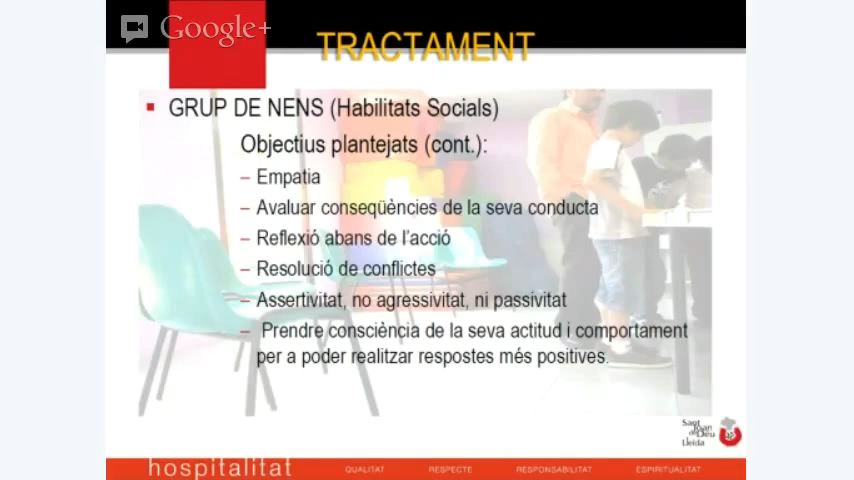 Google+
TRACTAMENT
GRUP DE NENS (Habilitats Socials)
Objectius plantejats (cont.):
– Empatia
– Avaluar conseqüències de la seva conducta
– Reflexió abans de l'acció
– Resolució de conflictes
– Assertivitat, no agressivitat, ni passivitat
– Prendre consciència de la seva actitud i comportament
per a poder realitzar respostes més positives.
Sant
Joan
de Déu
Lleida
hospitalitat QUALITAT RESPECTE RESPONSABILITAT ESPIRITUALITAT